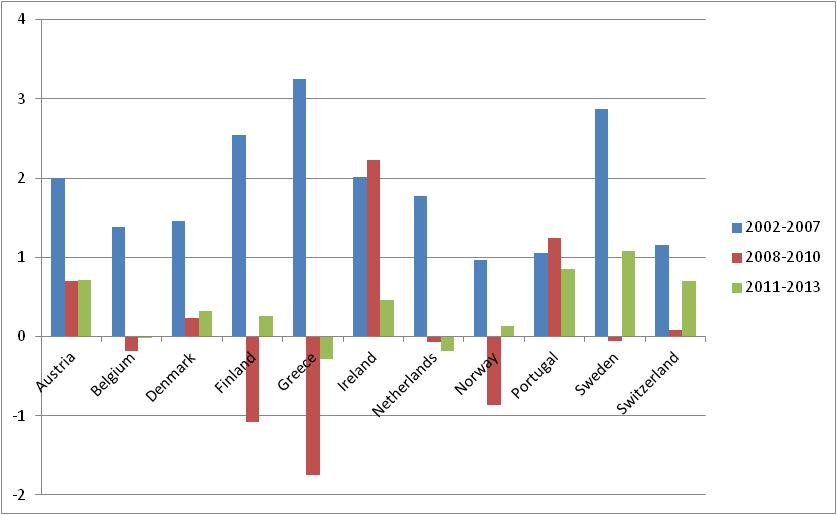 4
3
2
1
0
-1
-2
Austria
Belgium
Denmark
Finland
Greece
Ireland
Netherlands
Norway
Portugal
Sweden
Switzerland
2002-2007
2008-2010
2011-2013